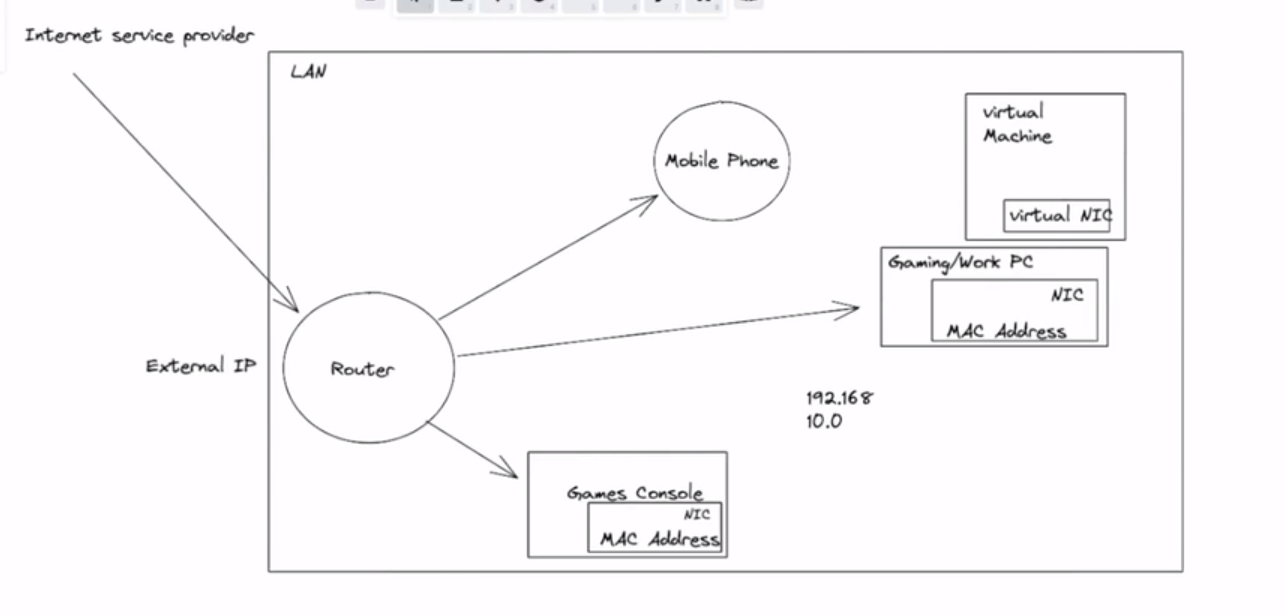 Internet service provider
LAN
virtual
Machine
Mobile Phone
virtual NIC
Gaming/Work PC
NIC
MAC Address
External IP
Router
192.168
10.0
Games Console
NIC
MAC Address